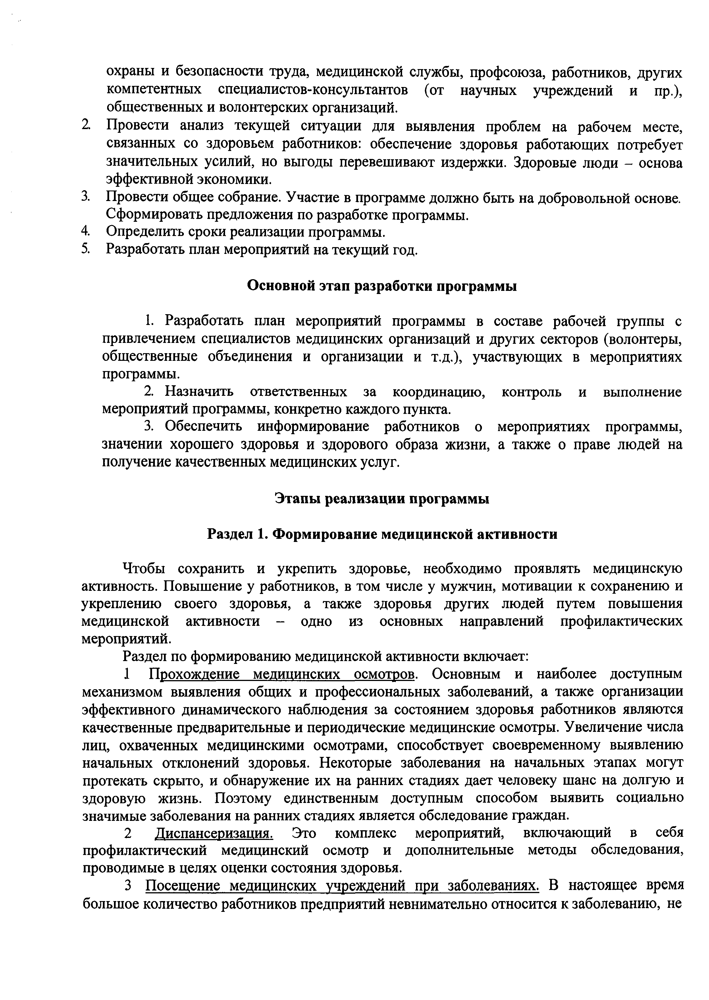 охраны и безопасности труда, медицинской службы, профсоюза, работников, других
компетентных специалистов-консультантов (от научных учреждений и пр.),
общественных и волонтерских организаций.
2. Провести анализ текущей ситуации для выявления проблем на рабочем месте,
связанных со здоровьем работников: обеспечение здоровья работающих потребует
значительных усилий, но выгоды перевешивают издержки. Здоровые люди – основа
эффективной экономики.
3. Провести общее собрание. Участие в программе должно быть на добровольной основе.
Сформировать предложения по разработке программы.
4. Определить сроки реализации программы.
5. Разработать план мероприятий на текущий год.
Основной этап разработки программы
1. Разработать план мероприятий программы в составе рабочей группы с
привлечением специалистов медицинских организаций и других секторов (волонтеры,
общественные объединения и организации и т.д.), участвующих в мероприятиях
программы.
2. Назначить ответственных за координацию, контроль и выполнение
мероприятий программы, конкретно каждого пункта.
3. Обеспечить информирование работников о мероприятиях программы,
значении хорошего здоровья и здорового образа жизни, а также о праве людей на
получение качественных медицинских услуг.
Этапы реализации программы
Раздел 1. Формирование медицинской активности
Чтобы сохранить и укрепить здоровье, необходимо проявлять медицинскую
активность. Повышение у работников, в том числе у мужчин, мотивации к сохранению и
укреплению своего здоровья, а также здоровья других людей путем повышения
медицинской активности – одно из основных направлений профилактических
мероприятий.
Раздел по формированию медицинской активности включает:
1 Прохождение медицинских осмотров. Основным и наиболее доступным
механизмом выявления общих и профессиональных заболеваний, а также организации
эффективного динамического наблюдения за состоянием здоровья работников являются
качественные предварительные и периодические медицинские осмотры. Увеличение числа
лиц, охваченных медицинскими осмотрами, способствует своевременному выявлению
начальных отклонений здоровья. Некоторые заболевания на начальных этапах могут
протекать скрыто, и обнаружение их на ранних стадиях дает человеку шанс на долгую и
здоровую жизнь. Поэтому единственным доступным способом выявить социально
значимые заболевания на ранних стадиях является обследование граждан.
2 Диспансеризация. Это комплекс мероприятий, включающий в себя
профилактический медицинский осмотр и дополнительные методы обследования,
проводимые в целях оценки состояния здоровья.
3 Посещение медицинских учреждений при заболеваниях. В настоящее время
большое количество работников предприятий невнимательно относится к заболеванию, не